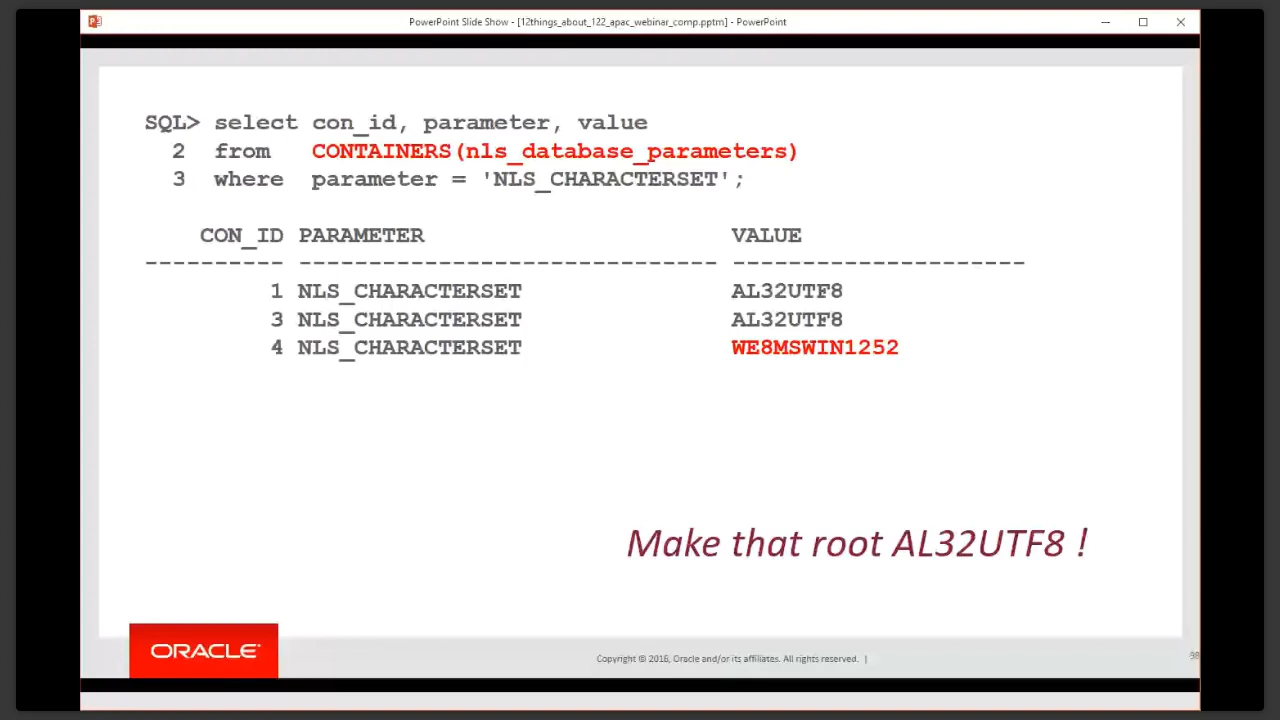 PowerPoint Slide Show - [12things_about_122_apac_webinar_comp.pptm] - PowerPoint
SQL> select con_id, parameter, value
2 from CONTAINERS(nls_database_parameters)
3 where parameter = 'NLS_CHARACTERSET';
CON_ID PARAMETER VALUE
---------- ------------------------------ ---------------------
1 NLS_CHARACTERSET AL32UTF8
3 NLS_CHARACTERSET AL32UTF8
4 NLS_CHARACTERSET WE8MSWIN1252
Make that root AL32UTF8 !
ORACLE
Copyright © 2016, Oracle and/or its affiliates. All rights reserved. |